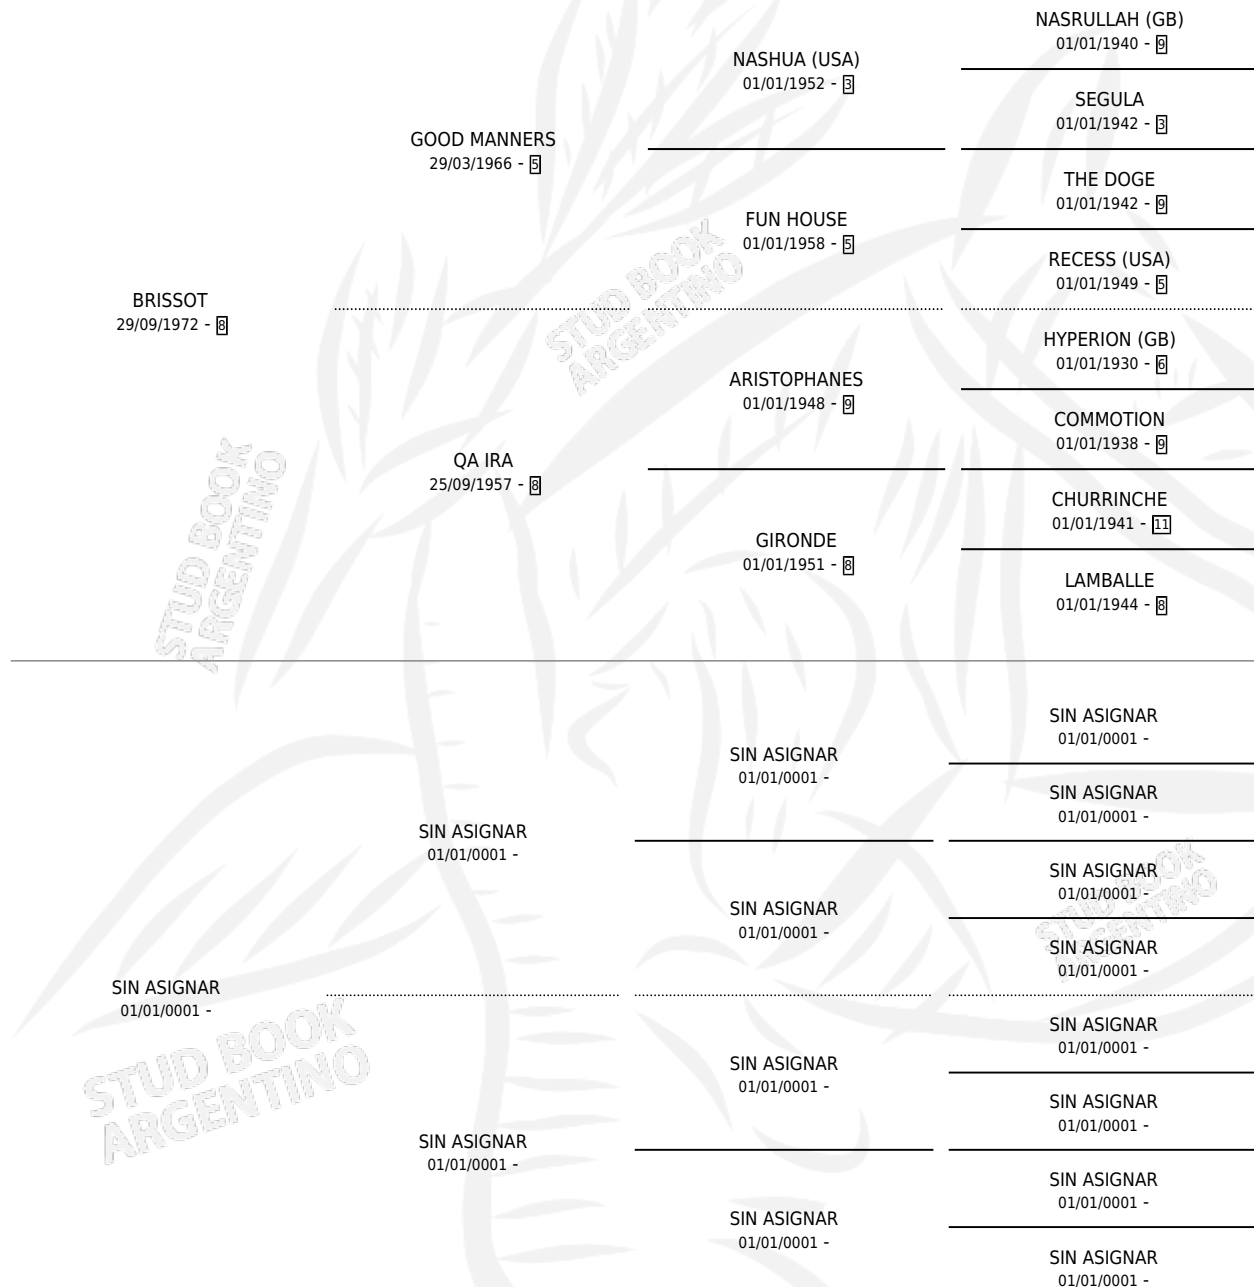 NASRULLAH (GB)
01/01/1940 - 9
NASHUA (USA)
01/01/1952 - 3
SEGULA
01/01/1942 - 3
GOOD MANNERS
29/03/1966 - 5
THE DOGE
01/01/1942 - 9
FUN HOUSE
01/01/1958 - 5
RECESS (USA)
01/01/1949 - 5
BRISSOT
29/09/1972 - 8
HYPERION (GB)
01/01/1930 - 6
ARISTOPHANES
01/01/1948 - 9
COMMOTION
01/01/1938 - 9
QA IRA
25/09/1957 - 8
CHURRINCHE
01/01/1941 - 11
GIRONDE
01/01/1951 - 8
LAMBALLE
01/01/1944 - 8
SIN ASIGNAR
01/01/0001 -
SIN ASIGNAR
01/01/0001 -
SIN ASIGNAR
01/01/0001 -
SIN ASIGNAR
01/01/0001 -
SIN ASIGNAR
01/01/0001 -
SIN ASIGNAR
01/01/0001 -
SIN ASIGNAR
01/01/0001 -
SIN ASIGNAR
01/01/0001 -
SIN ASIGNAR
01/01/0001 -
SIN ASIGNAR
01/01/0001 -
SIN ASIGNAR
01/01/0001 -
SIN ASIGNAR
01/01/0001 -
SIN ASIGNAR
01/01/0001 -
SIN ASIGNAR
01/01/0001 -
SIN ASIGNAR
01/01/0001 -
STUD BOOK
ARGENTINO
STUD BOOK
ARGENTINO
STUD BOOK
ARGENTINO
STUD BOOK
ARGENTINO